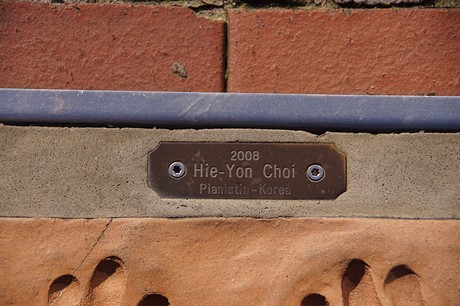 2008
Hie-Yon Choi
Pianistin-Korea